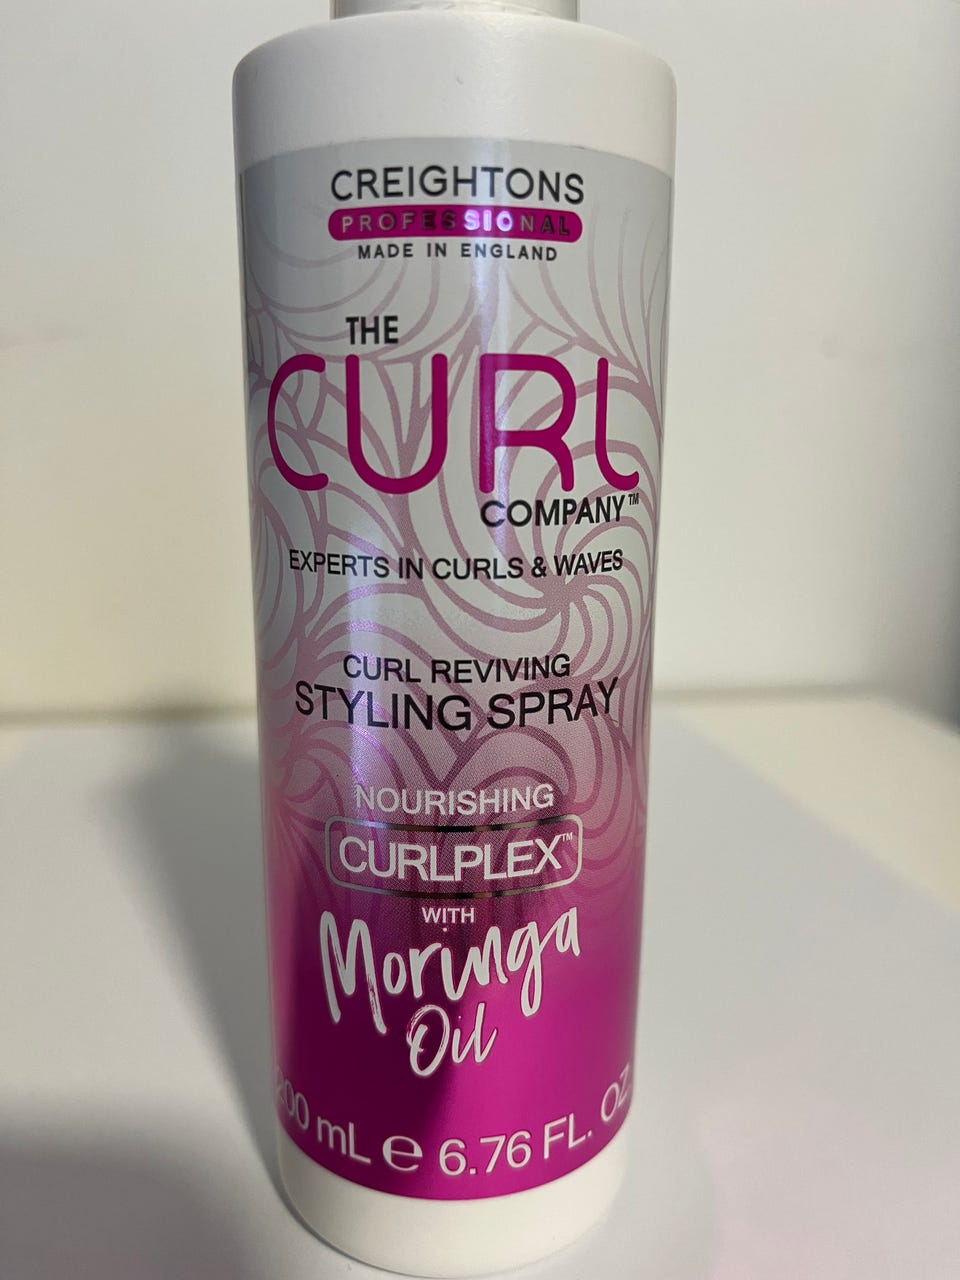 CREIGHTONS
PROFESSIONAL
MADE IN ENGLAND
THE
CURL
COMPANY™
EXPERTS IN CURLS & WAVES
CURL REVIVING
STYLING SPRAY
NOURISHING
CURLPLEX™
WITH
Moringa
Oil
200 mL ℮ 6.76 FL. OZ.